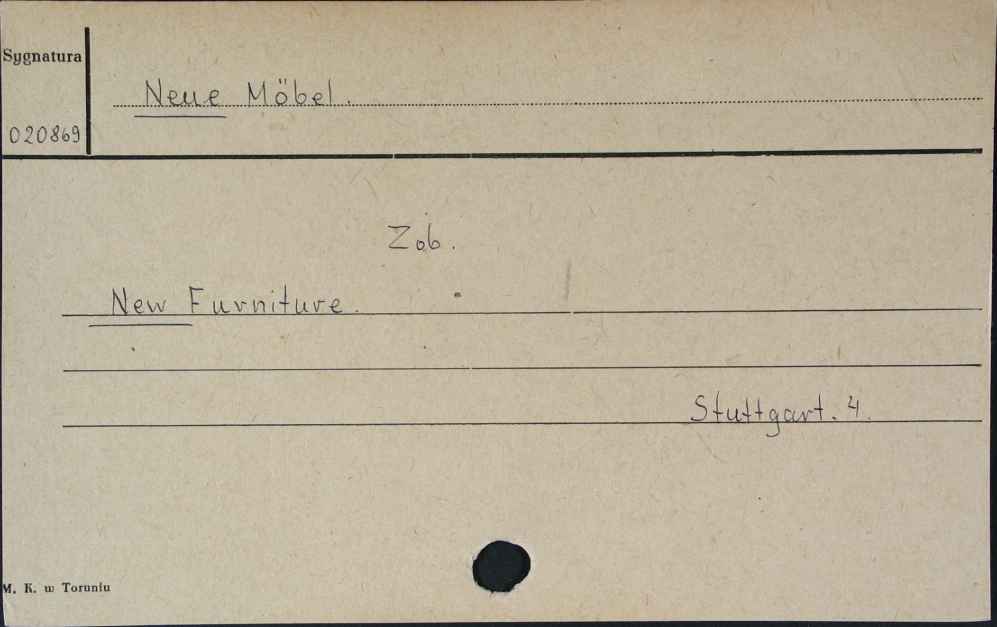 Sygnatura
Neue Möbel.
020869
Zob.
New Furniture.
Stuttgart. 4.
M. K. w Toruniu